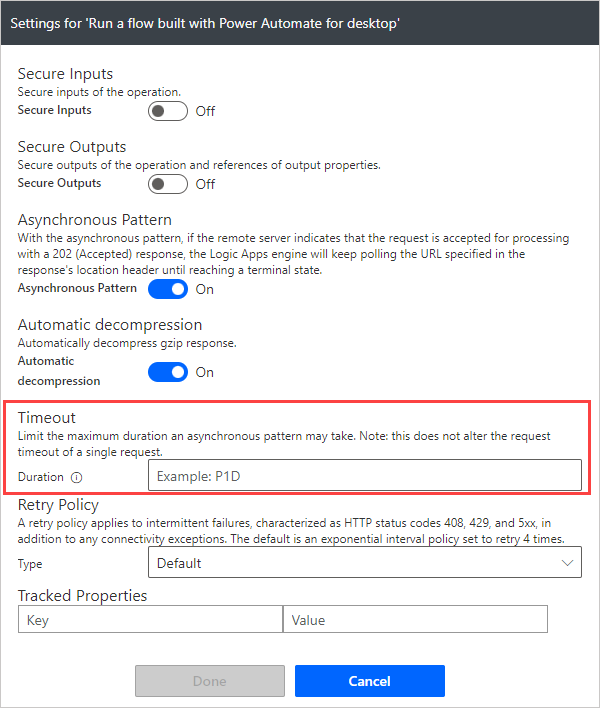 Settings for 'Run a flow built with Power Automate for desktop'
Secure Inputs
Secure inputs of the operation.
Secure Inputs
Off
Secure Outputs
Secure outputs of the operation and references of output properties.
Secure Outputs
Off
Asynchronous Pattern
With the asynchronous pattern, if the remote server indicates that the request is accepted for processing
with a 202 (Accepted) response, the Logic Apps engine will keep polling the URL specified in the
response's location header until reaching a terminal state.
Asynchronous Pattern
On
Automatic decompression
Automatically decompress gzip response.
Automatic
decompression
On
Timeout
Limit the maximum duration an asynchronous pattern may take. Note: this does not alter the request
timeout of a single request.
Duration
Example: P1D
Retry Policy
A retry policy applies to intermittent failures, characterized as HTTP status codes 408, 429, and 5xx, in
addition to any connectivity exceptions. The default is an exponential interval policy set to retry 4 times.
Type
Default
Tracked Properties
Key
Value
Done
Cancel